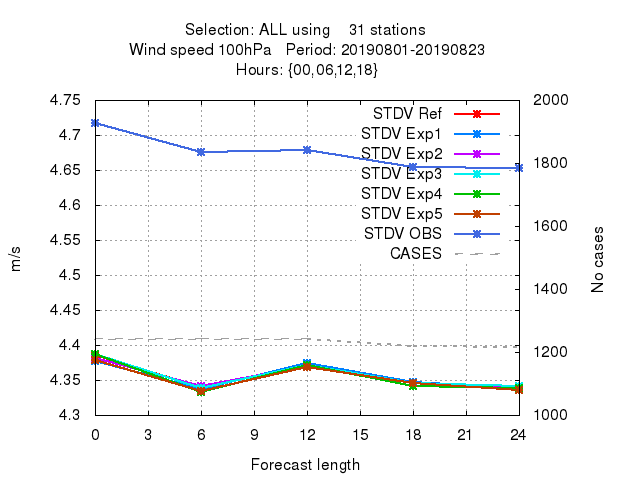 Selection: ALL using    31 stations
Wind speed 100hPa   Period: 20190801-20190823
Hours: {00,06,12,18}
4.75
4.7
4.65
4.6
4.55
4.5
4.45
4.4
4.35
4.3
m/s
STDV Ref
STDV Exp1
STDV Exp2
STDV Exp3
STDV Exp4
STDV Exp5
STDV OBS
CASES
2000
1800
1600
1400
1200
1000
No cases
0 3 6 9 12 15 18 21 24
Forecast length